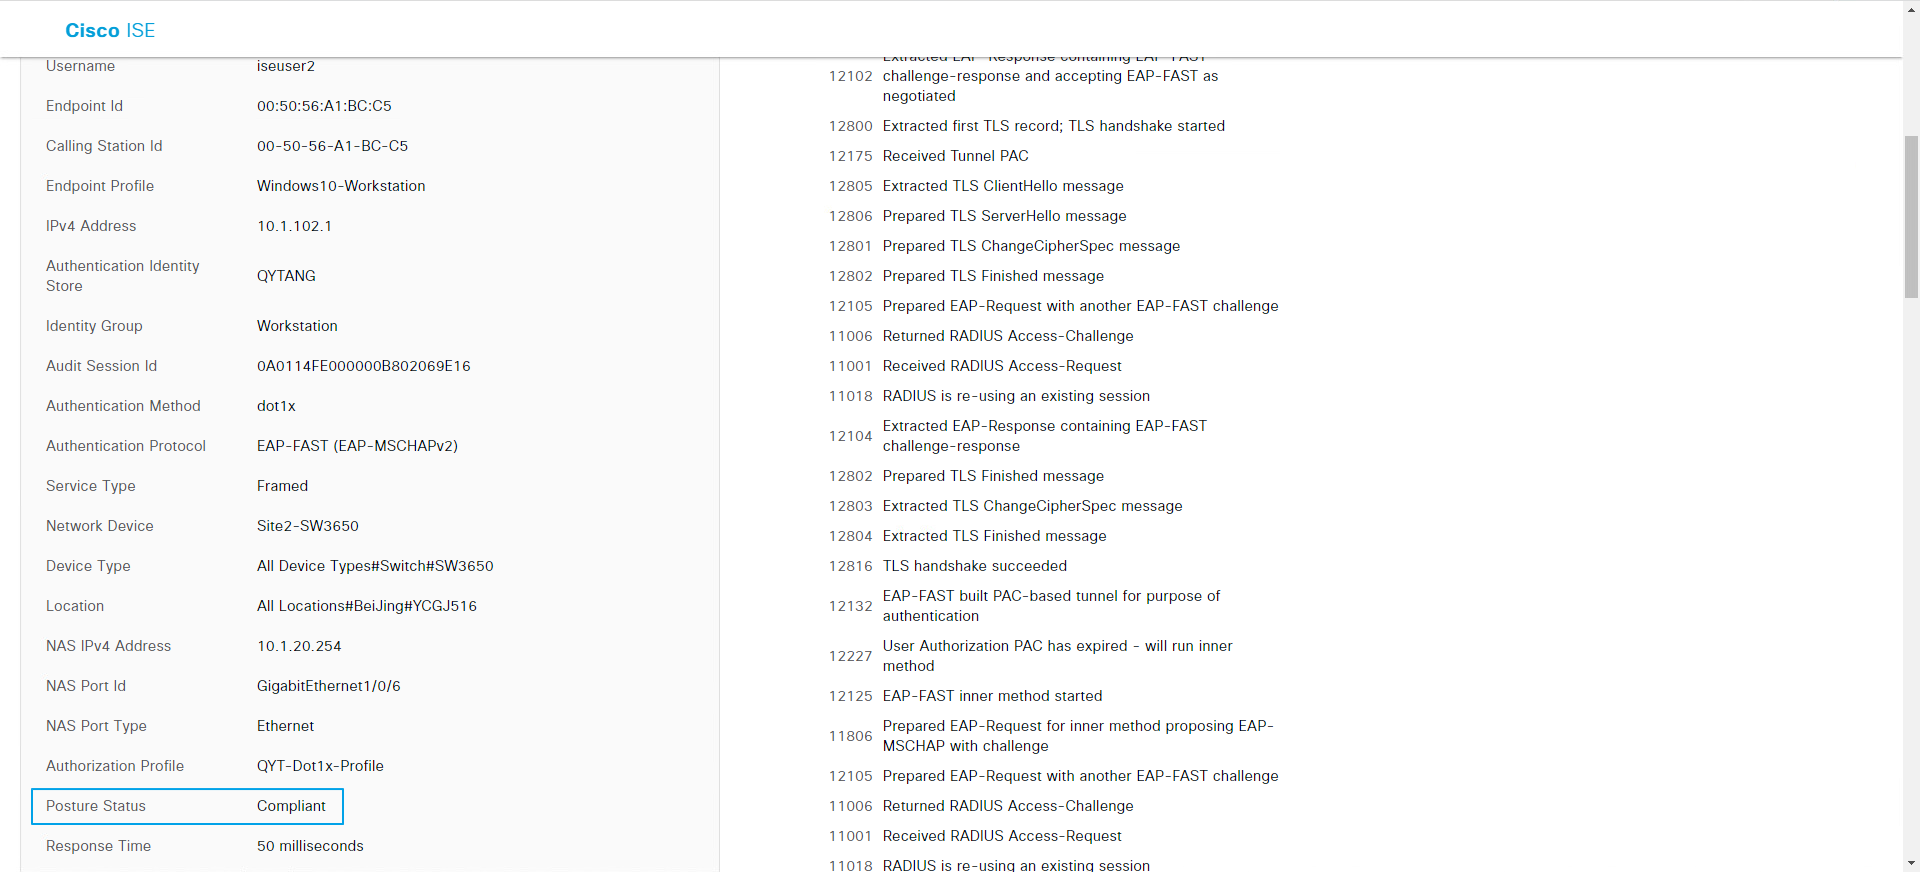 Cisco ISE
Username iseuser2
Endpoint Id 00:50:56:A1:BC:C5
Calling Station Id 00-50-56-A1-BC-C5
Endpoint Profile Windows10-Workstation
IPv4 Address 10.1.102.1
Authentication Identity
Store QYTANG
Identity Group Workstation
Audit Session Id 0A0114FE000000B802069E16
Authentication Method dot1x
Authentication Protocol EAP-FAST (EAP-MSCHAPv2)
Service Type Framed
Network Device Site2-SW3650
Device Type All Device Types#Switch#SW3650
Location All Locations#BeiJing#YCGJ516
NAS IPv4 Address 10.1.20.254
NAS Port Id GigabitEthernet1/0/6
NAS Port Type Ethernet
Authorization Profile QYT-Dot1x-Profile
Posture Status Compliant
Response Time 50 milliseconds
Extracted EAP-Response containing EAP-FAST
12102 challenge-response and accepting EAP-FAST as
negotiated
12800 Extracted first TLS record; TLS handshake started
12175 Received Tunnel PAC
12805 Extracted TLS ClientHello message
12806 Prepared TLS ServerHello message
12801 Prepared TLS ChangeCipherSpec message
12802 Prepared TLS Finished message
12105 Prepared EAP-Request with another EAP-FAST challenge
11006 Returned RADIUS Access-Challenge
11001 Received RADIUS Access-Request
11018 RADIUS is re-using an existing session
12104 Extracted EAP-Response containing EAP-FAST
challenge-response
12802 Prepared TLS Finished message
12803 Extracted TLS ChangeCipherSpec message
12804 Extracted TLS Finished message
12816 TLS handshake succeeded
12132 EAP-FAST built PAC-based tunnel for purpose of
authentication
12227 User Authorization PAC has expired - will run inner
method
12125 EAP-FAST inner method started
11806 Prepared EAP-Request for inner method proposing EAP-
MSCHAP with challenge
12105 Prepared EAP-Request with another EAP-FAST challenge
11006 Returned RADIUS Access-Challenge
11001 Received RADIUS Access-Request
11018 RADIUS is re-using an existing session